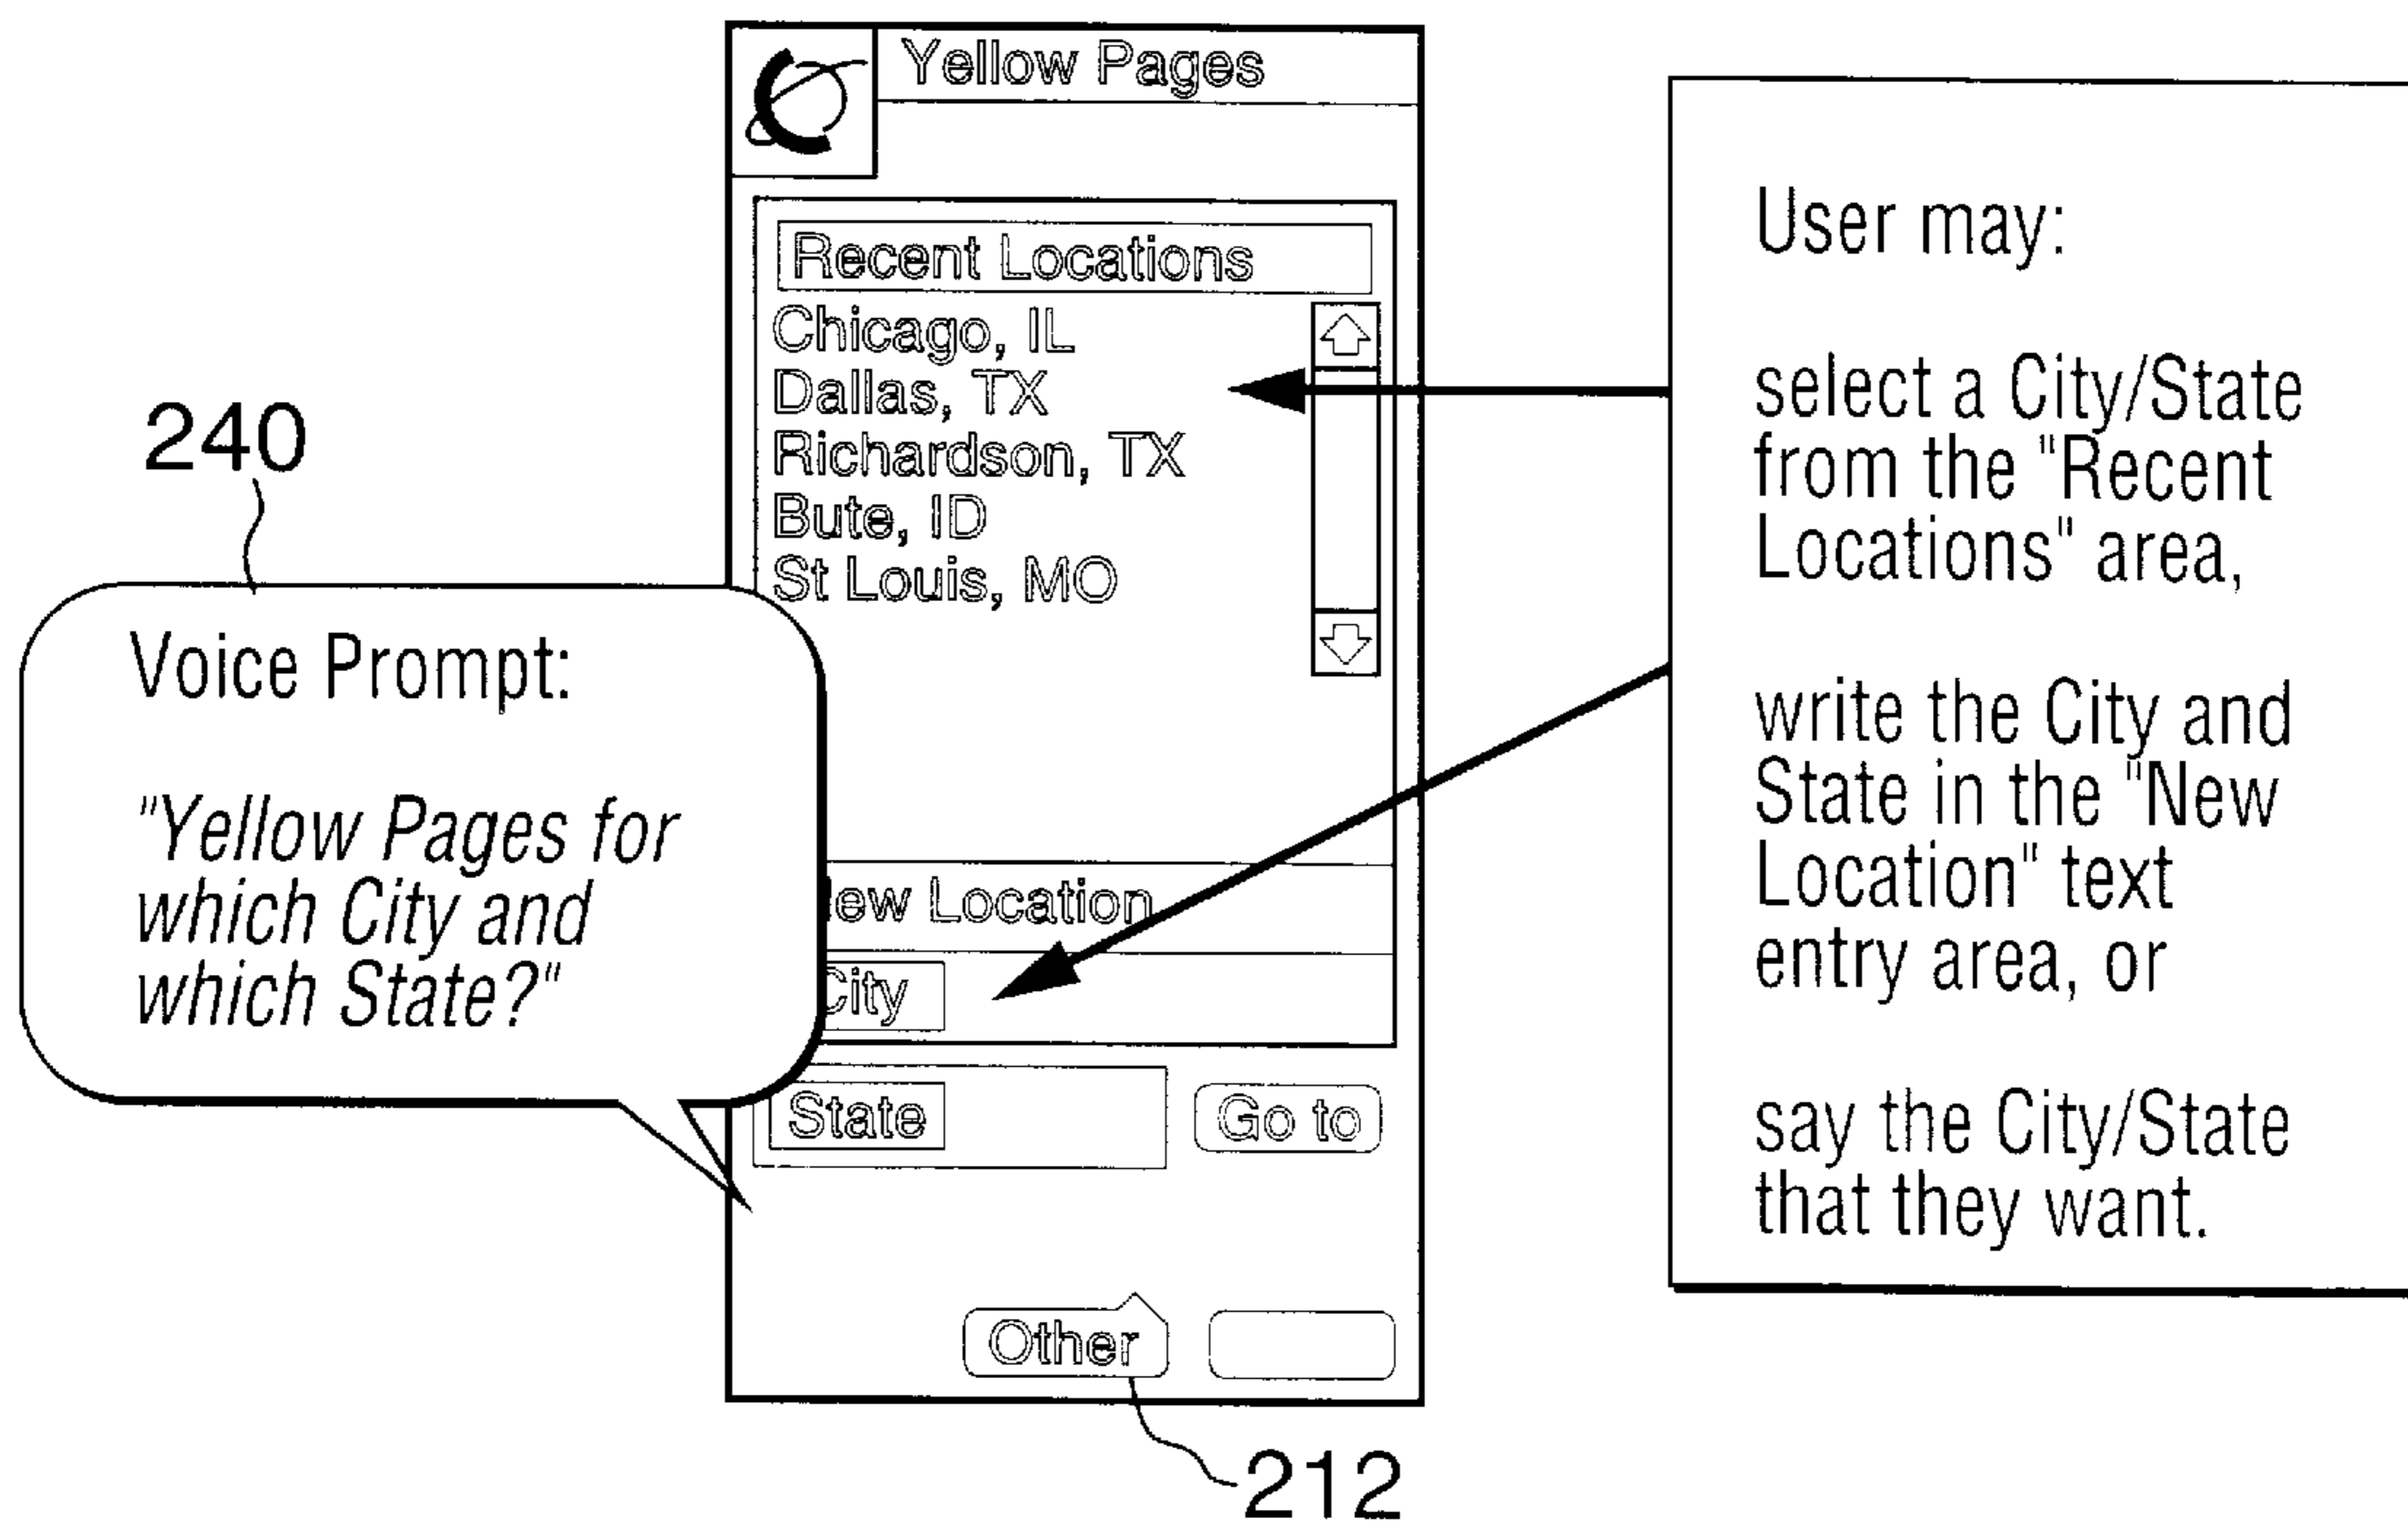 Yellow Pages
Recent Locations
Chicago, IL
Dallas, TX
Richardson, TX
Bute, ID
St Louis, MO
240
Voice Prompt:
"Yellow Pages for
which City and
which State?"
ew Location
City
State
Go to
Other
212
User may:
select a City/State
from the "Recent
Locations" area,
write the City and
State in the "New
Location" text
entry area, or
say the City/State
that they want.